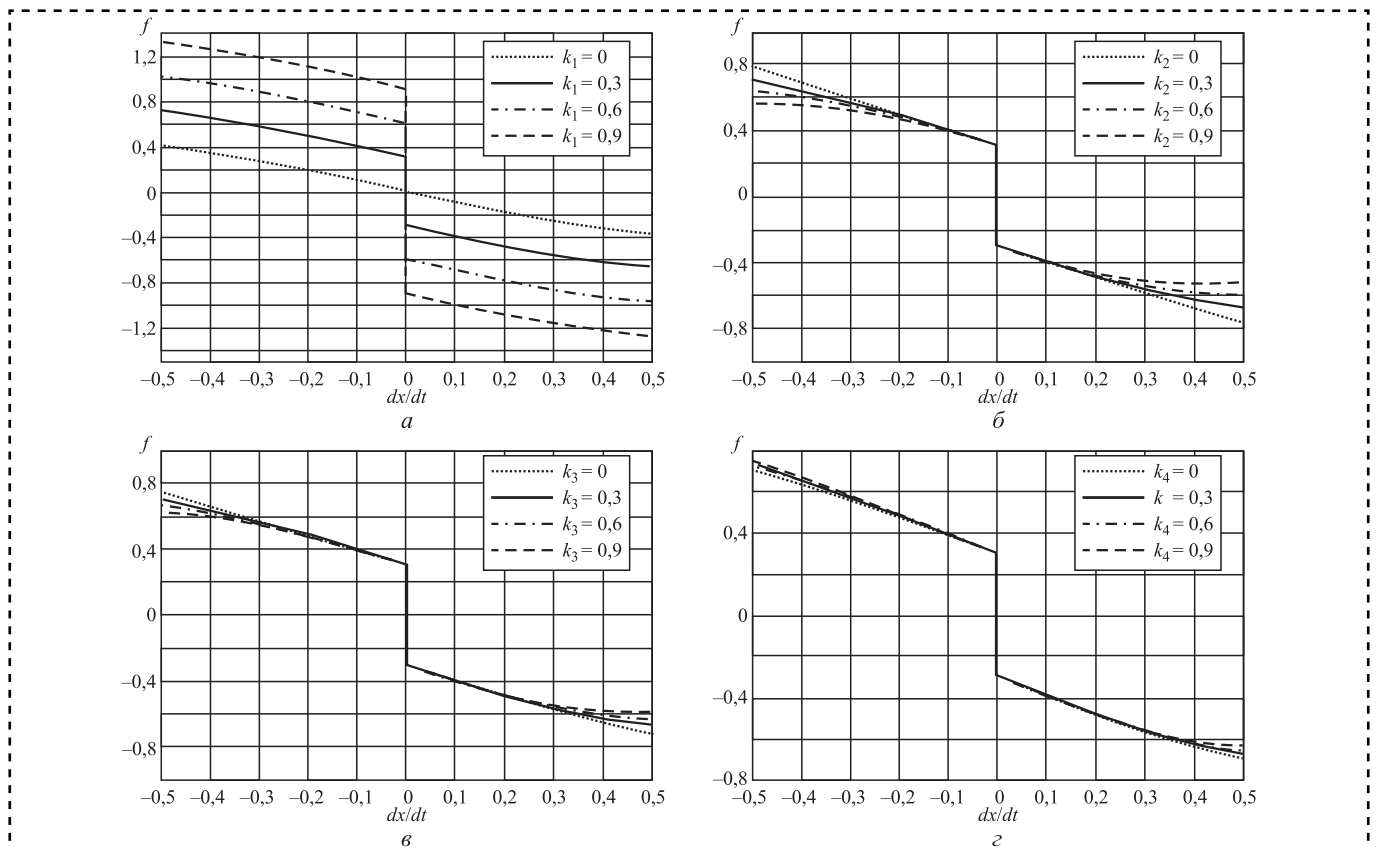 f
1,2
0,8
0,4
0
–0,4
–0,8
–1,2
k1 = 0
k1 = 0,3
k1 = 0,6
k1 = 0,9
–0,5 –0,4 –0,3 –0,2 –0,1 0 0,1 0,2 0,3 0,4 0,5
dx/dt
а
f
0,8
0,4
0
–0,4
–0,8
k2 = 0
k2 = 0,3
k2 = 0,6
k2 = 0,9
–0,5 –0,4 –0,3 –0,2 –0,1 0 0,1 0,2 0,3 0,4 0,5
dx/dt
б
f
0,8
0,4
0
–0,4
–0,8
k3 = 0
k3 = 0,3
k3 = 0,6
k3 = 0,9
–0,5 –0,4 –0,3 –0,2 –0,1 0 0,1 0,2 0,3 0,4 0,5
dx/dt
в
f
0,4
0
–0,4
–0,8
k4 = 0
k = 0,3
k4 = 0,6
k4 = 0,9
–0,5 –0,4 –0,3 –0,2 –0,1 0 0,1 0,2 0,3 0,4 0,5
dx/dt
г